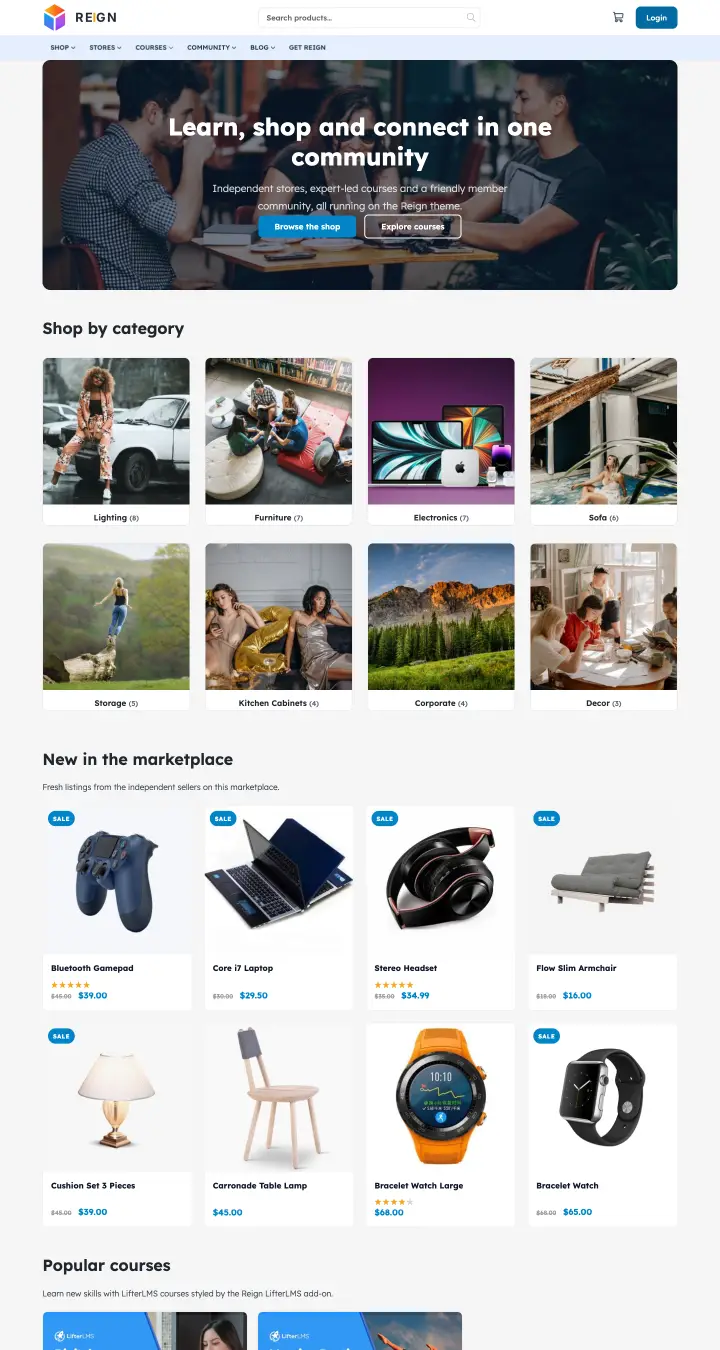 REIGN
Search products...
Login
SHOP
STORES
COURSES
COMMUNITY
BLOG
GET REIGN
Learn, shop and connect in one
community
Independent stores, expert-led courses and a friendly member
community, all running on the Reign theme.
Browse the shop
Explore courses
Shop by category
Lighting (8)
Furniture (7)
Electronics (7)
Sofa (6)
Storage (5)
Kitchen Cabinets (4)
Corporate (4)
Decor (3)
New in the marketplace
Fresh listings from the independent sellers on this marketplace.
SALE
SALE
SALE
SALE
Bluetooth Gamepad
Core i7 Laptop
Stereo Headset
Flow Slim Armchair
$45.00 $39.00
$30.00 $29.50
$35.00 $34.99
$18.00 $16.00
SALE
SALE
10:10
Cushion Set 3 Pieces
Carronade Table Lamp
Bracelet Watch Large
Bracelet Watch
$45.00 $39.00
$45.00
$68.00
$68.00 $65.00
Popular courses
Learn new skills with LifterLMS courses styled by the Reign LifterLMS add-on.
LifterLMS
LifterLMS